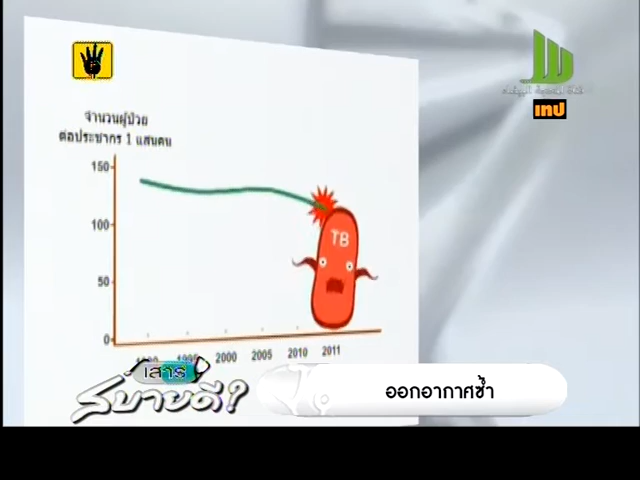 เทป
จำนวนผู้ป่วย
ต่อประชากร 1 แสนคน
150
100
50
0
TB
1995
2000
2005
2010
2011
เสาร์
สบายดี?
ออกอากาศซ้ำ